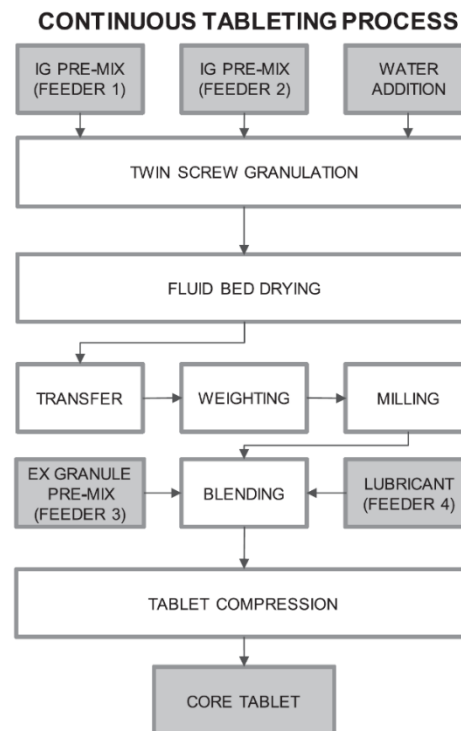 CONTINUOUS TABLETING PROCESS
IG PRE-MIX
(FEEDER 1)
IG PRE-MIX
(FEEDER 2)
WATER
ADDITION
TWIN SCREW GRANULATION
FLUID BED DRYING
TRANSFER
WEIGHTING
MILLING
EX GRANULE
PRE-MIX
(FEEDER 3)
BLENDING
LUBRICANT
(FEEDER 4)
TABLET COMPRESSION
CORE TABLET